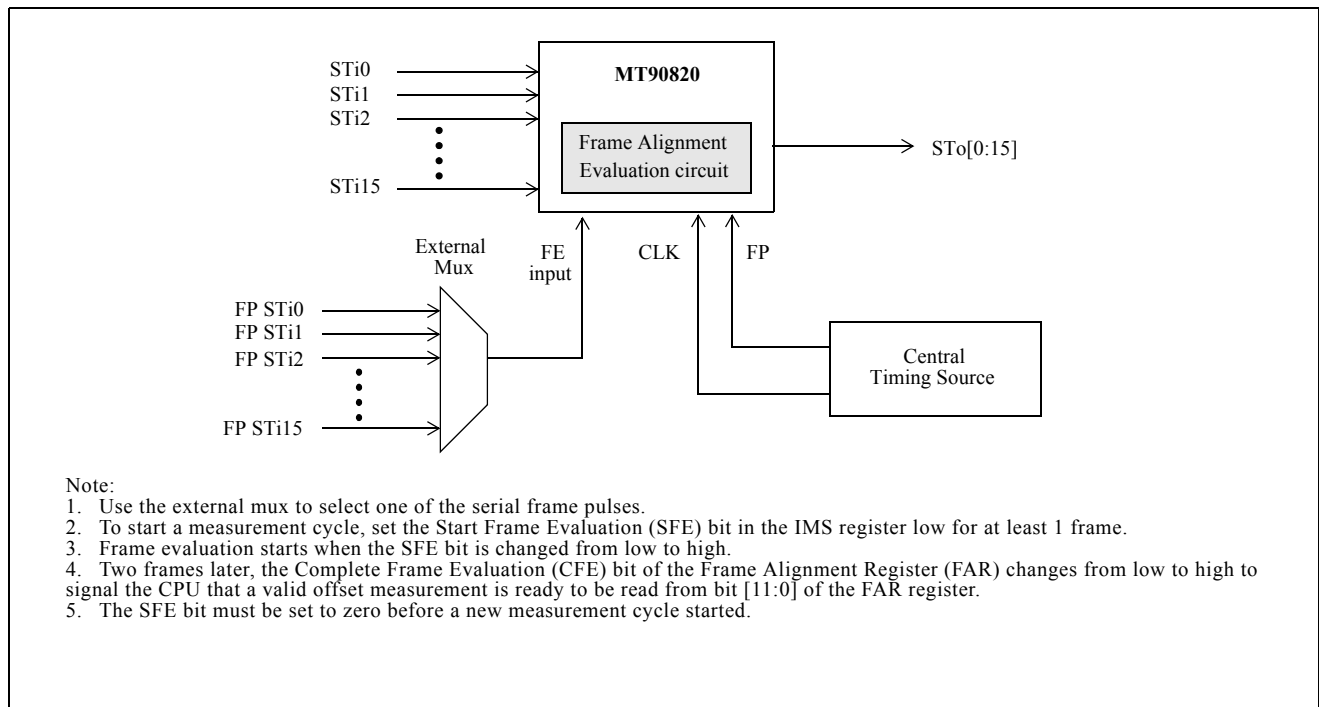 STi0
STi1
STi2
STi15
MT90820
Frame Alignment
Evaluation circuit
STo[0:15]
External
Mux
FE
input
CLK
FP
FP STi0
FP STi1
FP STi2
FP STi15
Central
Timing Source
Note:
1. Use the external mux to select one of the serial frame pulses.
2. To start a measurement cycle, set the Start Frame Evaluation (SFE) bit in the IMS register low for at least 1 frame.
3. Frame evaluation starts when the SFE bit is changed from low to high.
4. Two frames later, the Complete Frame Evaluation (CFE) bit of the Frame Alignment Register (FAR) changes from low to high to
signal the CPU that a valid offset measurement is ready to be read from bit [11:0] of the FAR register.
5. The SFE bit must be set to zero before a new measurement cycle started.